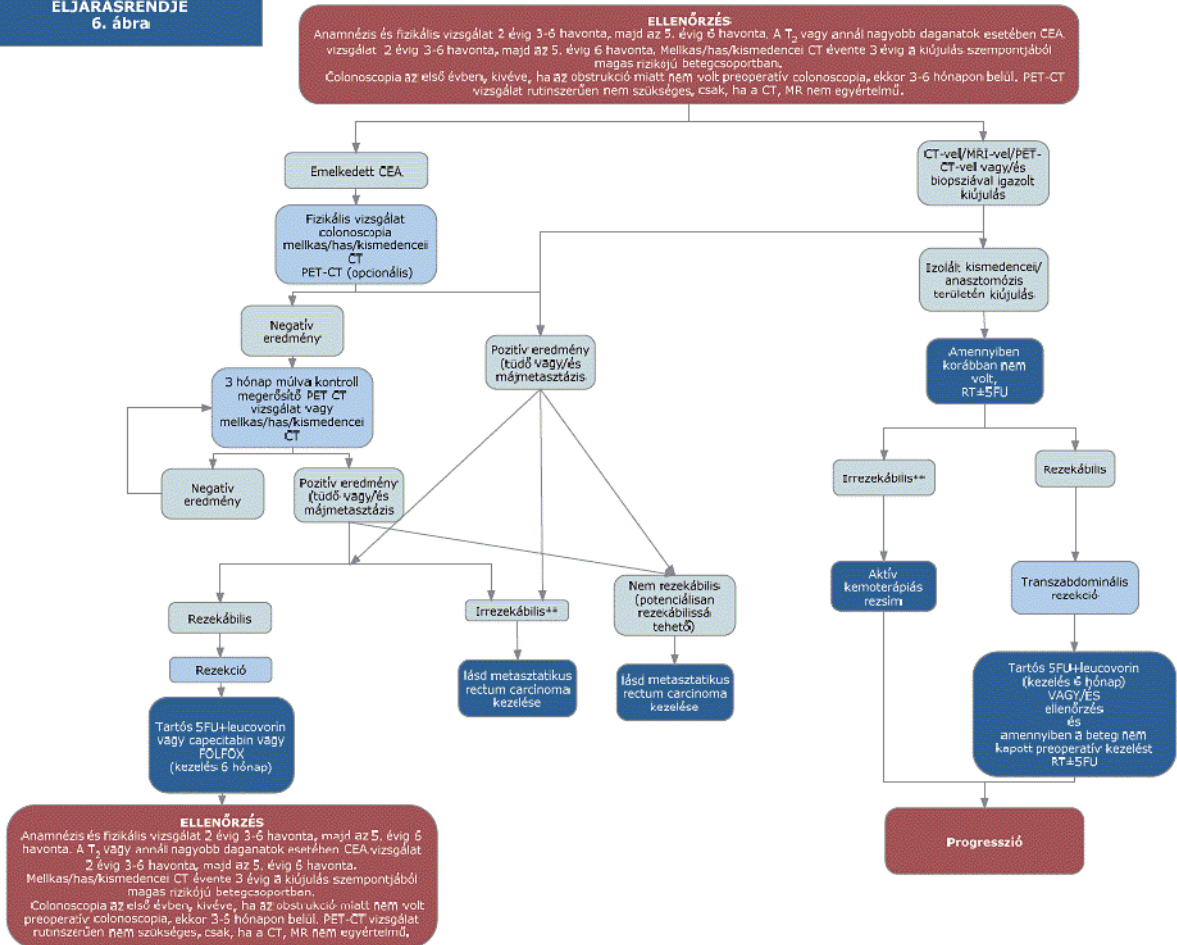 ELJÁRÁSRENDJE
6. ábra
ELLENŐRZÉS
Anamnézis és fizikális vizsgálat 2 évig 3-6 havonta, majd az 5. évig 6 havonta. A T2 vagy annál nagyobb daganatok esetében CEA
vizsgálat 2 évig 3-6 havonta, majd az 5. évig 6 havonta. Mellkas/has/kismedencei CT évente 3 évig a kiújulás szempontjából
magas rizikójú betegcsoportban.
Colonoscopia az első évben, kivéve, ha az obstrukció miatt nem volt preoperatív colonoscopia, ekkor 3-6 hónapon belül. PET-CT
vizsgálat rutinszerűen nem szükséges, csak, ha a CT, MR nem egyértelmű.
Emelkedett CEA
CT-vel/MRI-vel/PET-
CT-vel vagy/és
biopsziával igazolt
kiújulás
Fizikális vizsgálat
colonoscopia
mellkas/has/kismedencei
CT
PET-CT (opcionális)
Izolált kismedencei/
anasztomózis
területén kiújulás
Negatív
eredmény
Pozitív eredmény
(tüdő vagy/és
májmetasztázis
Amennyiben
korábban nem
volt,
RT±5FU
3 hónap múlva kontroll
megerősítő PET CT
vizsgálat vagy
mellkas/has/kismedencei
CT
Negatív
eredmény
Pozitív eredmény
(tüdő vagy/és
májmetasztázis
Irrezekábilis**
Rezekábilis
Aktív
kemoterápiás
rezsim
Transzabdominális
rezekció
Rezekábilis
Irrezekábilis**
Nem rezekábilis
(potenciálisan
rezekábilissá
tehető)
Rezekció
lásd metasztatikus
rectum carcinoma
kezelése
lásd metasztatikus
rectum carcinoma
kezelése
Tartós 5FU+leucovorin
(kezelés 6 hónap)
VAGY/ÉS
ellenőrzés
és
amennyiben a beteg nem
kapott preoperatív kezelést
RT±5FU
Tartós 5FU+leucovorin
vagy capecitabin vagy
FOLFOX
(kezelés 6 hónap)
ELLENŐRZÉS
Anamnézis és fizikális vizsgálat 2 évig 3-6 havonta, majd az 5. évig 6
havonta. A T2 vagy annál nagyobb daganatok esetében CEA vizsgálat
2 évig 3-6 havonta, majd az 5. évig 6 havonta.
Mellkas/has/kismedencei CT évente 3 évig a kiújulás szempontjából
magas rizikójú betegcsoportban.
Colonoscopia az első évben, kivéve, ha az obstrukció miatt nem volt
preoperatív colonoscopia, ekkor 3-6 hónapon belül. PET-CT vizsgálat
rutinszerűen nem szükséges, csak, ha a CT, MR nem egyértelmű.
Progresszió